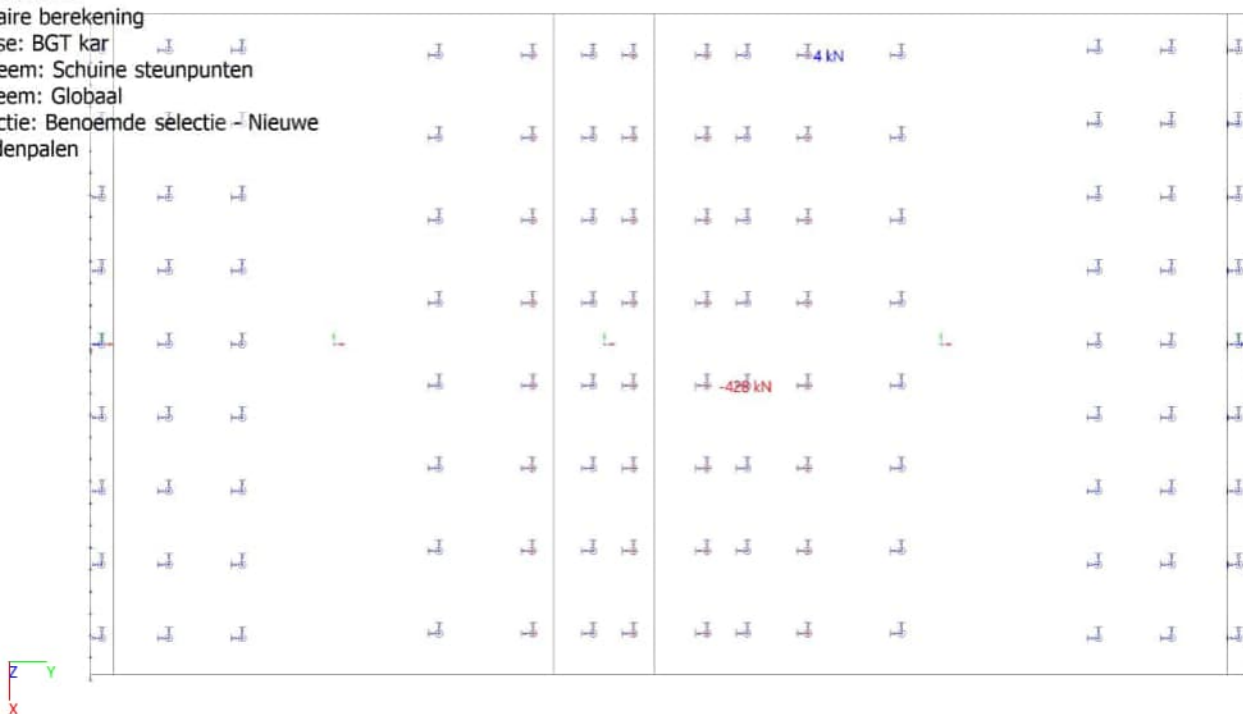 aire berekening
se: BGT kar
eem: Schuine steunpunten
eem: Globaal
ctie: Benoemde selectie - Nieuwe
lenpalen
4 kN
-428 kN
Z Y
X